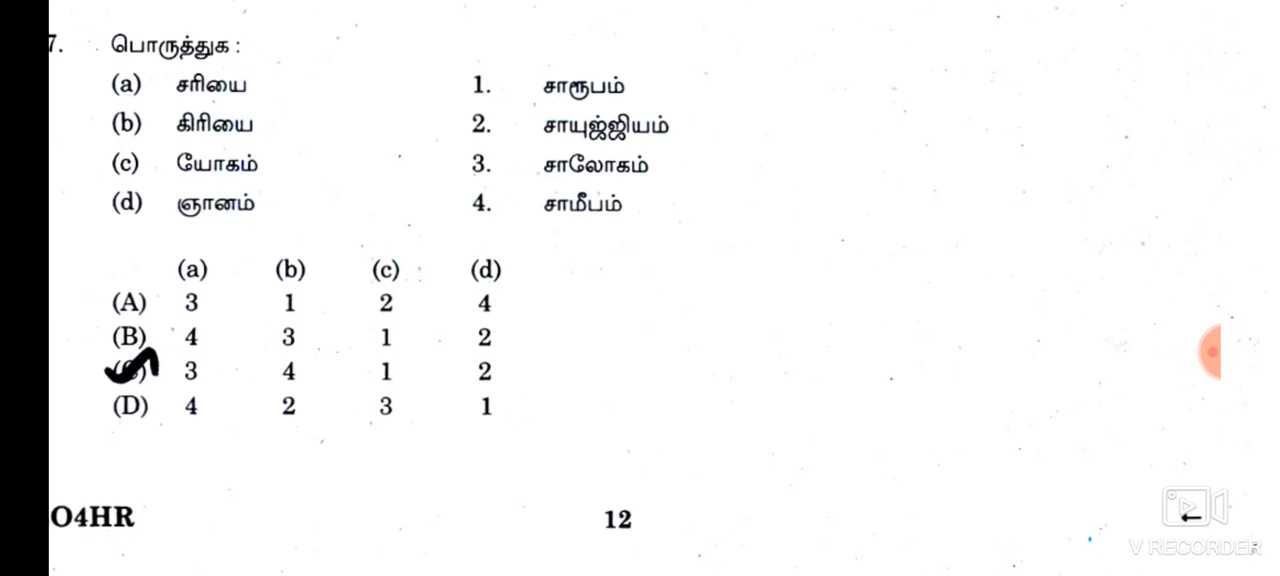 7. பொருத்துக :
(a) சரியை 1. சாரூபம்
(b) கிரியை 2. சாயுஜ்ஜியம்
(c) யோகம் 3. சாலோகம்
(d) ஞானம் 4. சாமீபம்
(a) (b) (c) (d)
(A) 3 1 2 4
(B) 4 3 1 2
3 4 1 2
(D) 4 2 3 1
O4HR 12
V RECORDER